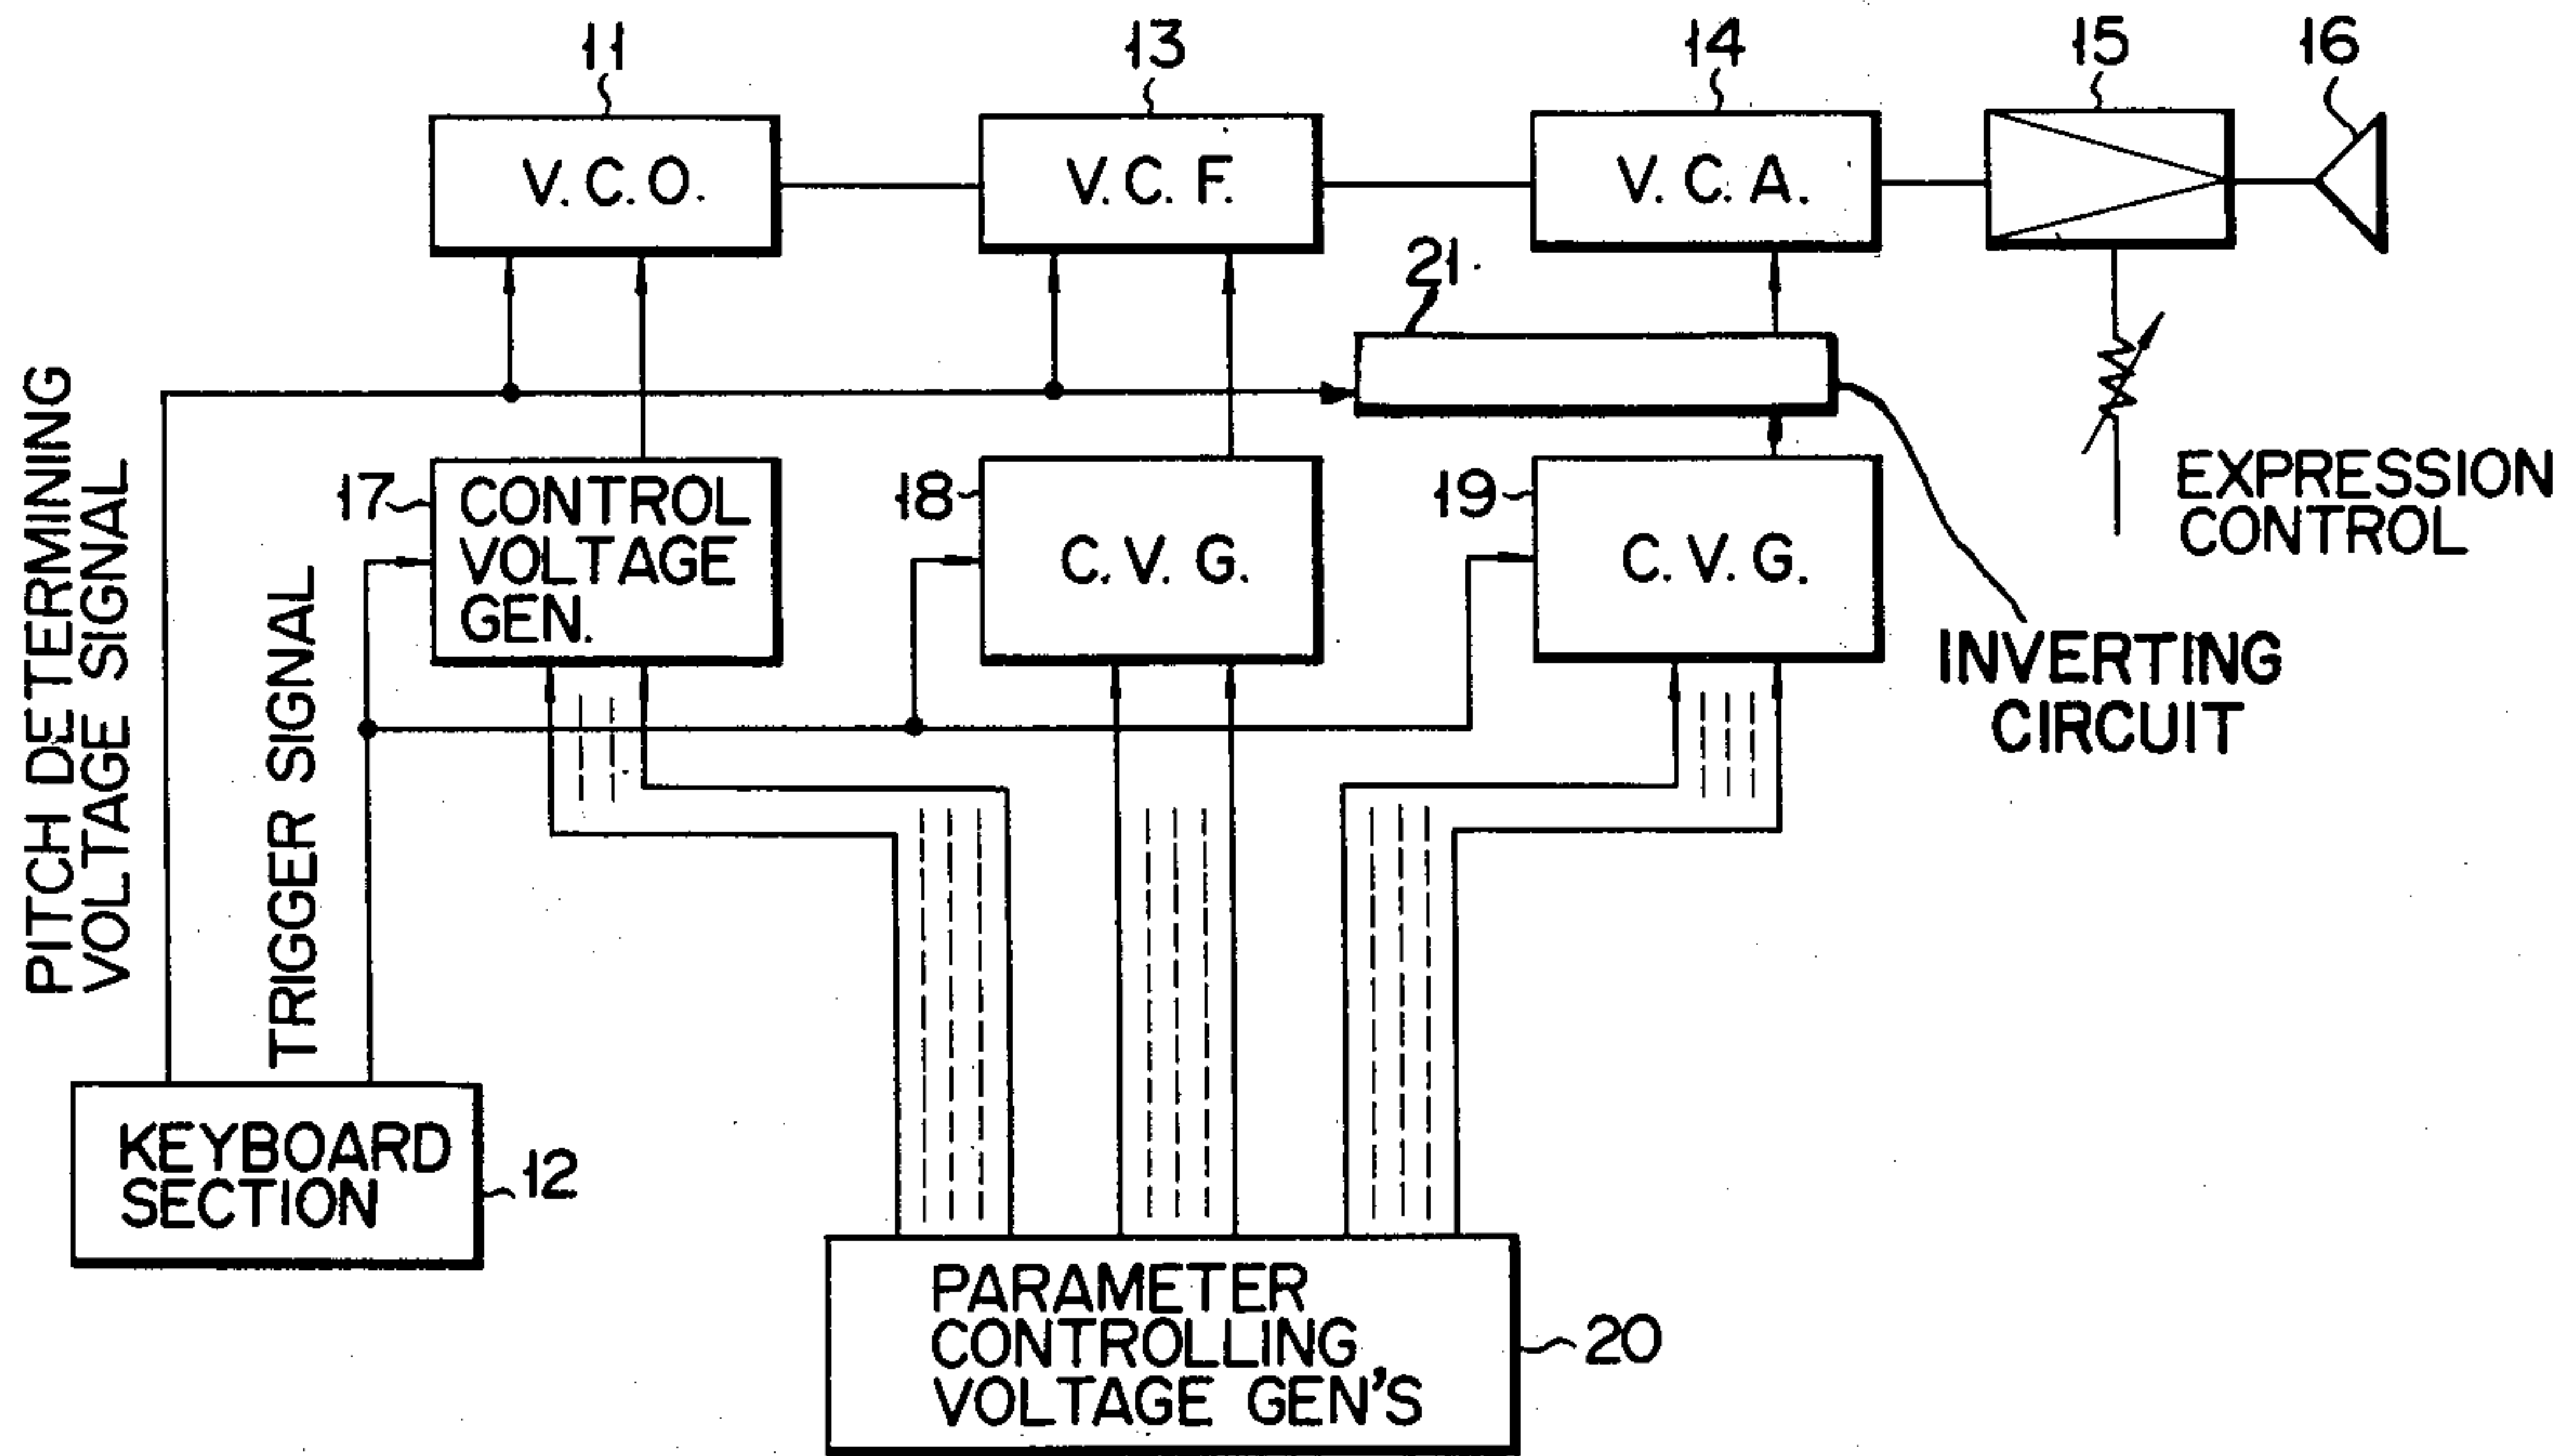 11
13
14
15
16
V. C. O.
V. C. F.
V. C. A.
21
PITCH DETERMINING
VOLTAGE SIGNAL
TRIGGER SIGNAL
17
CONTROL
VOLTAGE
GEN.
18
C. V. G.
19
C. V. G.
EXPRESSION
CONTROL
INVERTING
CIRCUIT
KEYBOARD
SECTION
12
PARAMETER
CONTROLLING
VOLTAGE GEN'S
20